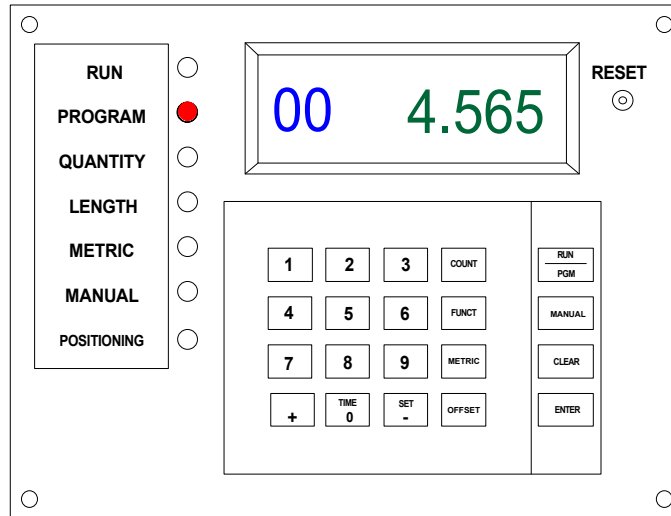 RUN
PROGRAM
QUANTITY
LENGTH
METRIC
MANUAL
POSITIONING
00 4.565
RESET
1 2 3 COUNT
4 5 6 FUNCT
7 8 9 METRIC
+ TIME 0 SET - OFFSET
RUN
PGM
MANUAL
CLEAR
ENTER